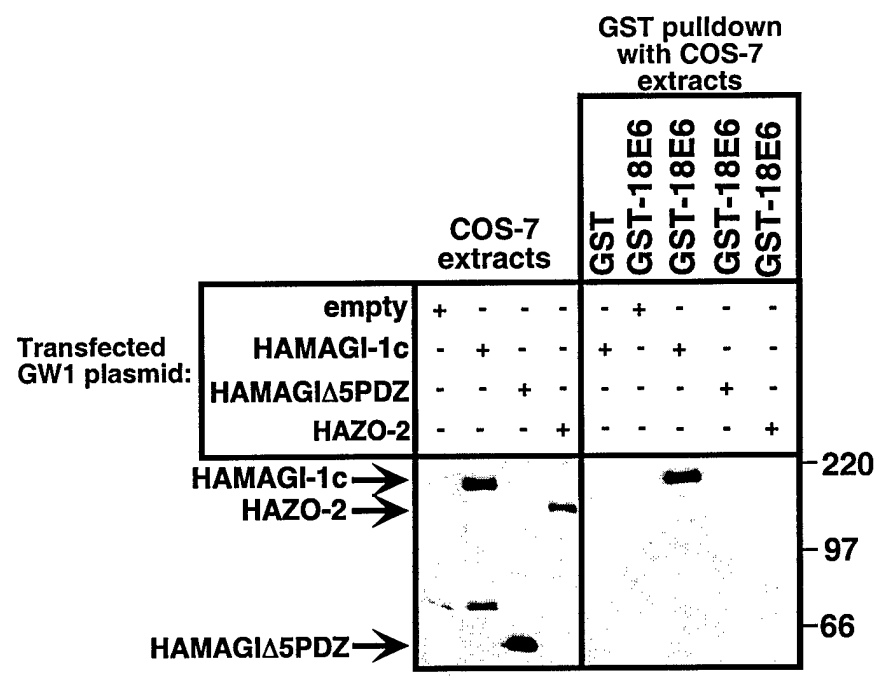 GST pulldown
with COS-7
extracts
COS-7
extracts
GST
GST-18E6
GST-18E6
GST-18E6
GST-18E6
Transfected
GW1 plasmid:
empty + - - - - + - - -
HAMAGI-1c - + - - + - + - -
HAMAGIΔ5PDZ - - + - - - - + -
HAZO-2 - - - + - - - - +
HAMAGI-1c
HAZO-2
HAMAGIΔ5PDZ
220
97
66